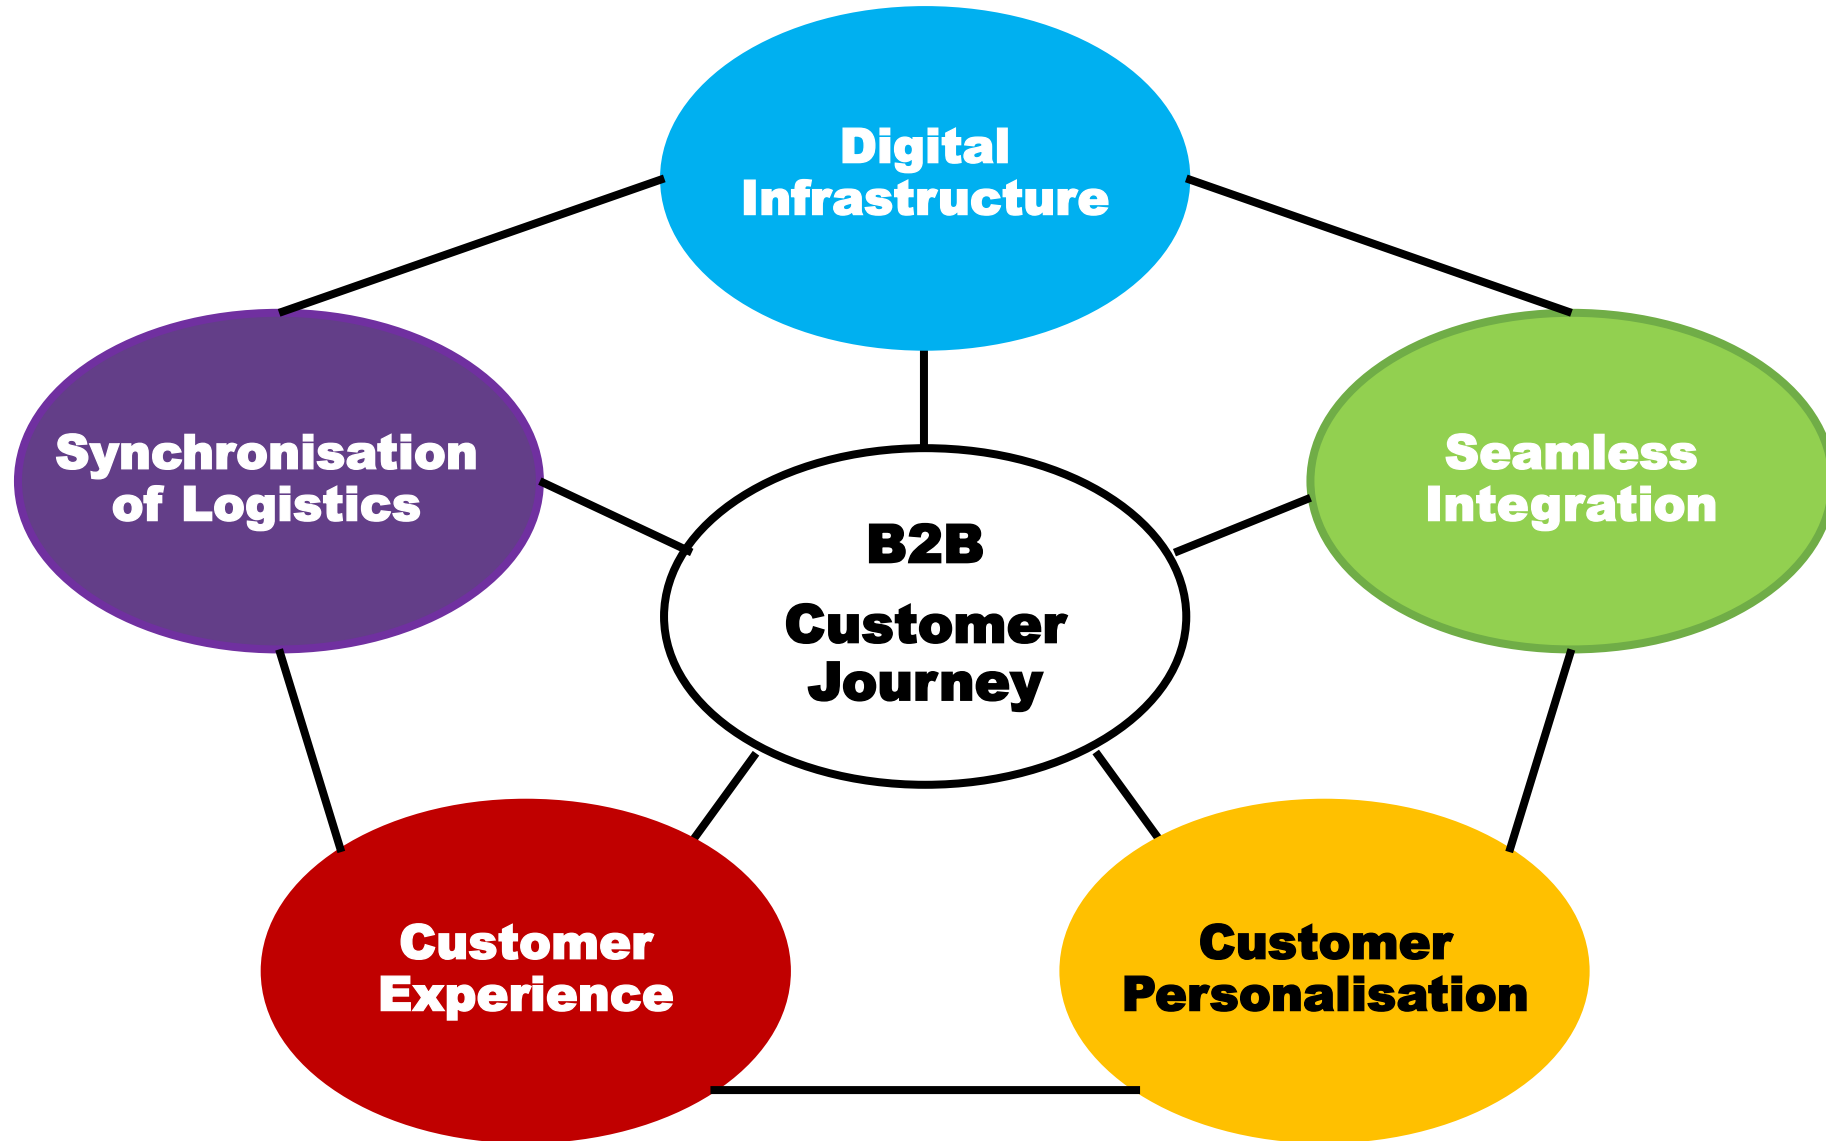 Digital
Infrastructure
Synchronisation
of Logistics
Seamless
Integration
B2B
Customer
Journey
Customer
Experience
Customer
Personalisation